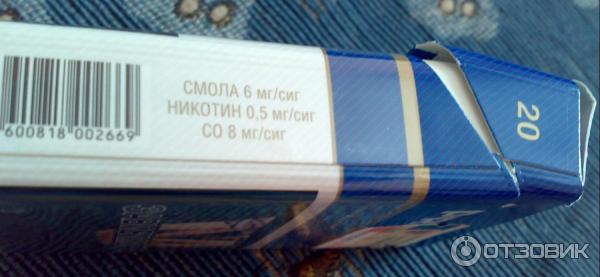 СМОЛА 6 мг/сиг
НИКОТИН 0,5 мг/сиг
СО 8 мг/сиг
600818 002669
20
ОТЗОВИК